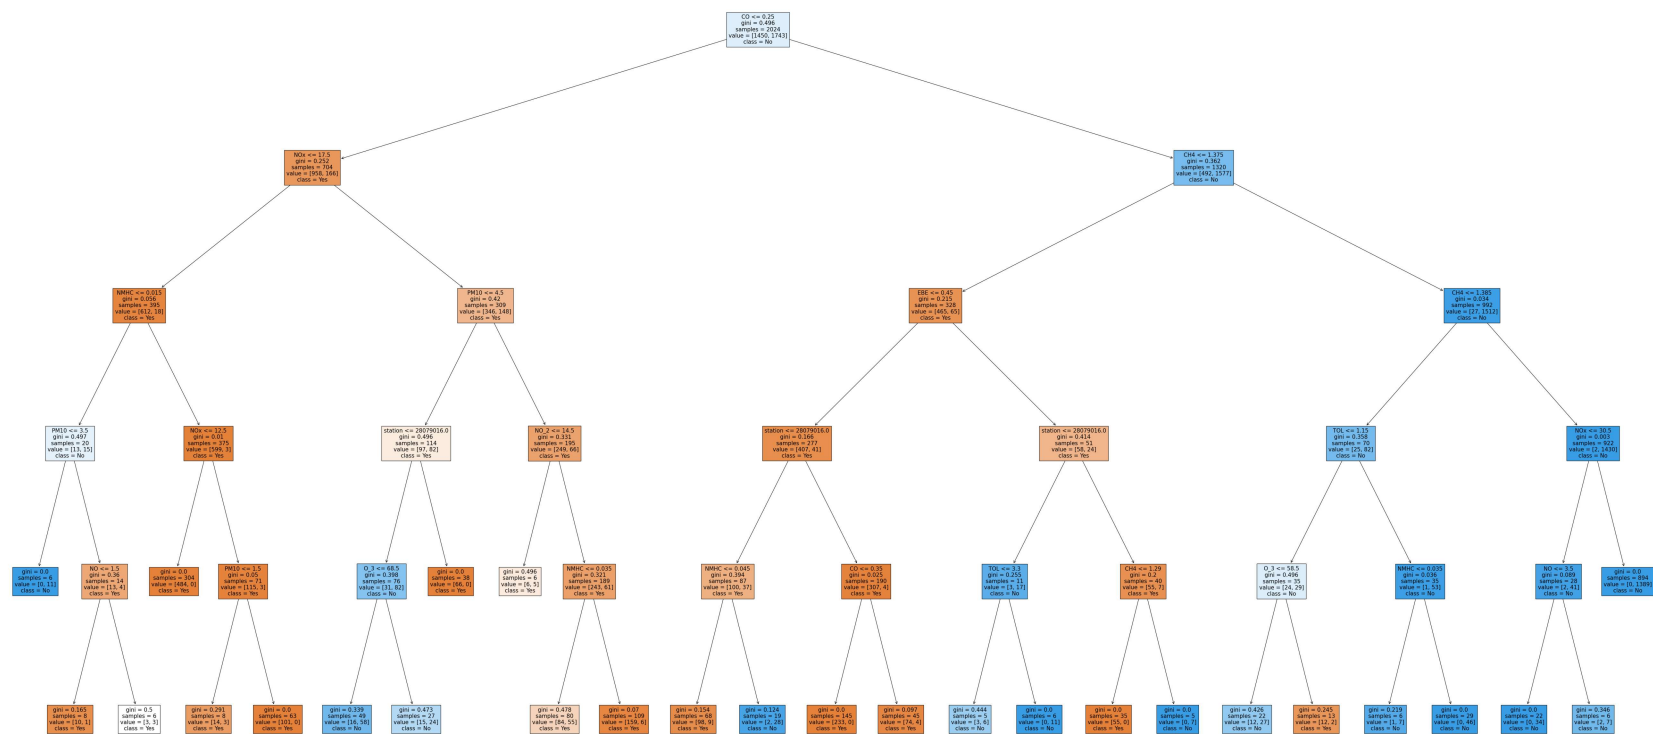 CO <= 0.25
gini = 0.496
samples = 2024
value = [1450, 1743]
class = No
NOx <= 17.5
gini = 0.252
samples = 704
value = [958, 166]
class = Yes
CH4 <= 1.375
gini = 0.362
samples = 1320
value = [492, 1577]
class = No
NMHC <= 0.015
gini = 0.056
samples = 395
value = [612, 18]
class = Yes
PM10 <= 4.5
gini = 0.42
samples = 309
value = [346, 148]
class = Yes
EBE <= 0.45
gini = 0.215
samples = 328
value = [465, 65]
class = Yes
CH4 <= 1.385
gini = 0.034
samples = 992
value = [27, 1512]
class = No
PM10 <= 3.5
gini = 0.497
samples = 20
value = [13, 15]
class = No
NOx <= 12.5
gini = 0.01
samples = 375
value = [599, 3]
class = Yes
station <= 28079016.0
gini = 0.496
samples = 114
value = [97, 82]
class = Yes
NO_2 <= 14.5
gini = 0.331
samples = 195
value = [249, 66]
class = Yes
station <= 28079016.0
gini = 0.166
samples = 277
value = [407, 41]
class = Yes
station <= 28079016.0
gini = 0.414
samples = 51
value = [58, 24]
class = Yes
TOL <= 1.15
gini = 0.358
samples = 70
value = [25, 82]
class = No
NOx <= 30.5
gini = 0.003
samples = 922
value = [2, 1430]
class = No
gini = 0.0
samples = 6
value = [0, 11]
class = No
NO <= 1.5
gini = 0.36
samples = 14
value = [13, 4]
class = Yes
gini = 0.0
samples = 304
value = [484, 0]
class = Yes
PM10 <= 1.5
gini = 0.05
samples = 71
value = [115, 3]
class = Yes
O_3 <= 68.5
gini = 0.398
samples = 76
value = [31, 82]
class = No
gini = 0.0
samples = 38
value = [66, 0]
class = Yes
gini = 0.496
samples = 6
value = [6, 5]
class = Yes
NMHC <= 0.035
gini = 0.321
samples = 189
value = [243, 61]
class = Yes
NMHC <= 0.045
gini = 0.394
samples = 87
value = [100, 37]
class = Yes
CO <= 0.35
gini = 0.025
samples = 190
value = [307, 4]
class = Yes
TOL <= 3.3
gini = 0.255
samples = 11
value = [3, 17]
class = No
CH4 <= 1.29
gini = 0.2
samples = 40
value = [55, 7]
class = Yes
O_3 <= 58.5
gini = 0.496
samples = 35
value = [24, 29]
class = No
NMHC <= 0.035
gini = 0.036
samples = 35
value = [1, 53]
class = No
NO <= 3.5
gini = 0.089
samples = 28
value = [2, 41]
class = No
gini = 0.0
samples = 894
value = [0, 1389]
class = No
gini = 0.165
samples = 8
value = [10, 1]
class = Yes
gini = 0.5
samples = 6
value = [3, 3]
class = Yes
gini = 0.291
samples = 8
value = [14, 3]
class = Yes
gini = 0.0
samples = 63
value = [101, 0]
class = Yes
gini = 0.339
samples = 49
value = [16, 58]
class = No
gini = 0.473
samples = 27
value = [15, 24]
class = No
gini = 0.478
samples = 80
value = [84, 55]
class = Yes
gini = 0.07
samples = 109
value = [159, 6]
class = Yes
gini = 0.154
samples = 68
value = [98, 9]
class = Yes
gini = 0.124
samples = 19
value = [2, 28]
class = No
gini = 0.0
samples = 145
value = [233, 0]
class = Yes
gini = 0.097
samples = 45
value = [74, 4]
class = Yes
gini = 0.444
samples = 5
value = [3, 6]
class = No
gini = 0.0
samples = 6
value = [0, 11]
class = No
gini = 0.0
samples = 35
value = [55, 0]
class = Yes
gini = 0.0
samples = 5
value = [0, 7]
class = No
gini = 0.426
samples = 22
value = [12, 27]
class = No
gini = 0.245
samples = 13
value = [12, 2]
class = Yes
gini = 0.219
samples = 6
value = [1, 7]
class = No
gini = 0.0
samples = 29
value = [0, 46]
class = No
gini = 0.0
samples = 22
value = [0, 34]
class = No
gini = 0.346
samples = 6
value = [2, 7]
class = No